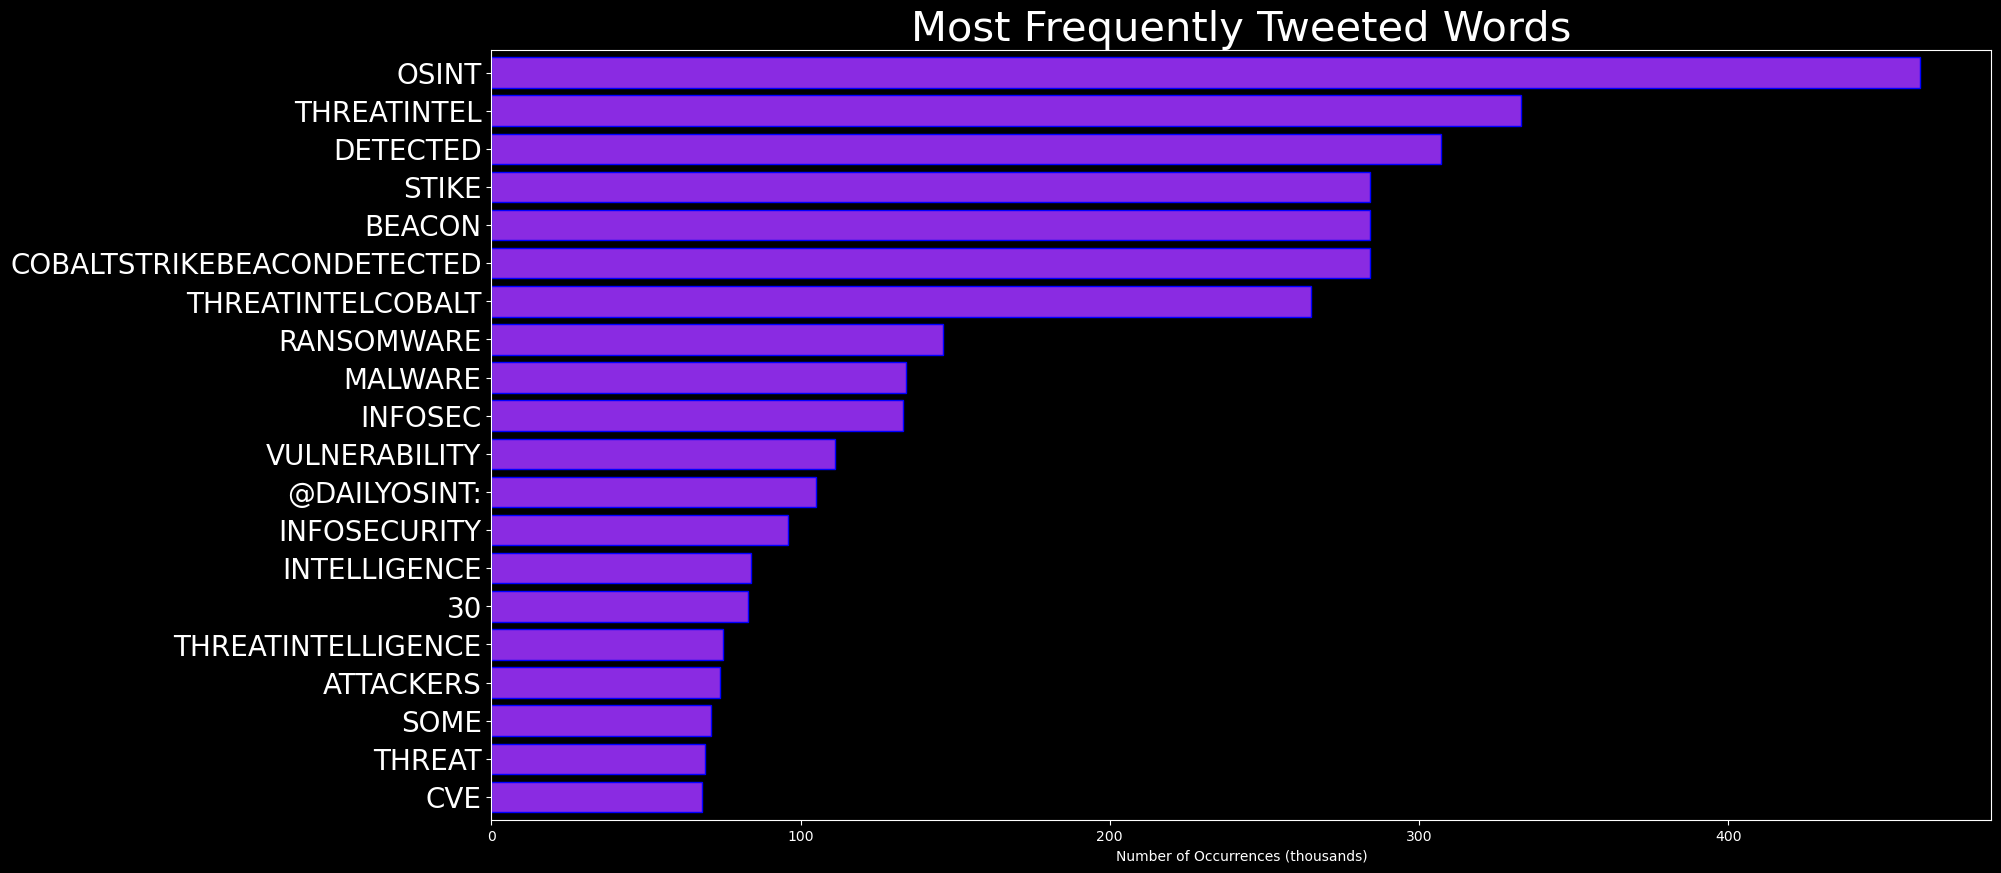 Most Frequently Tweeted Words
OSINT
THREATINTEL
DETECTED
STIKE
BEACON
COBALTSTRIKEBEACONDETECTED
THREATINTELCOBALT
RANSOMWARE
MALWARE
INFOSEC
VULNERABILITY
@DAILYOSINT:
INFOSECURITY
INTELLIGENCE
30
THREATINTELLIGENCE
ATTACKERS
SOME
THREAT
CVE
0 100 200 300 400
Number of Occurrences (thousands)